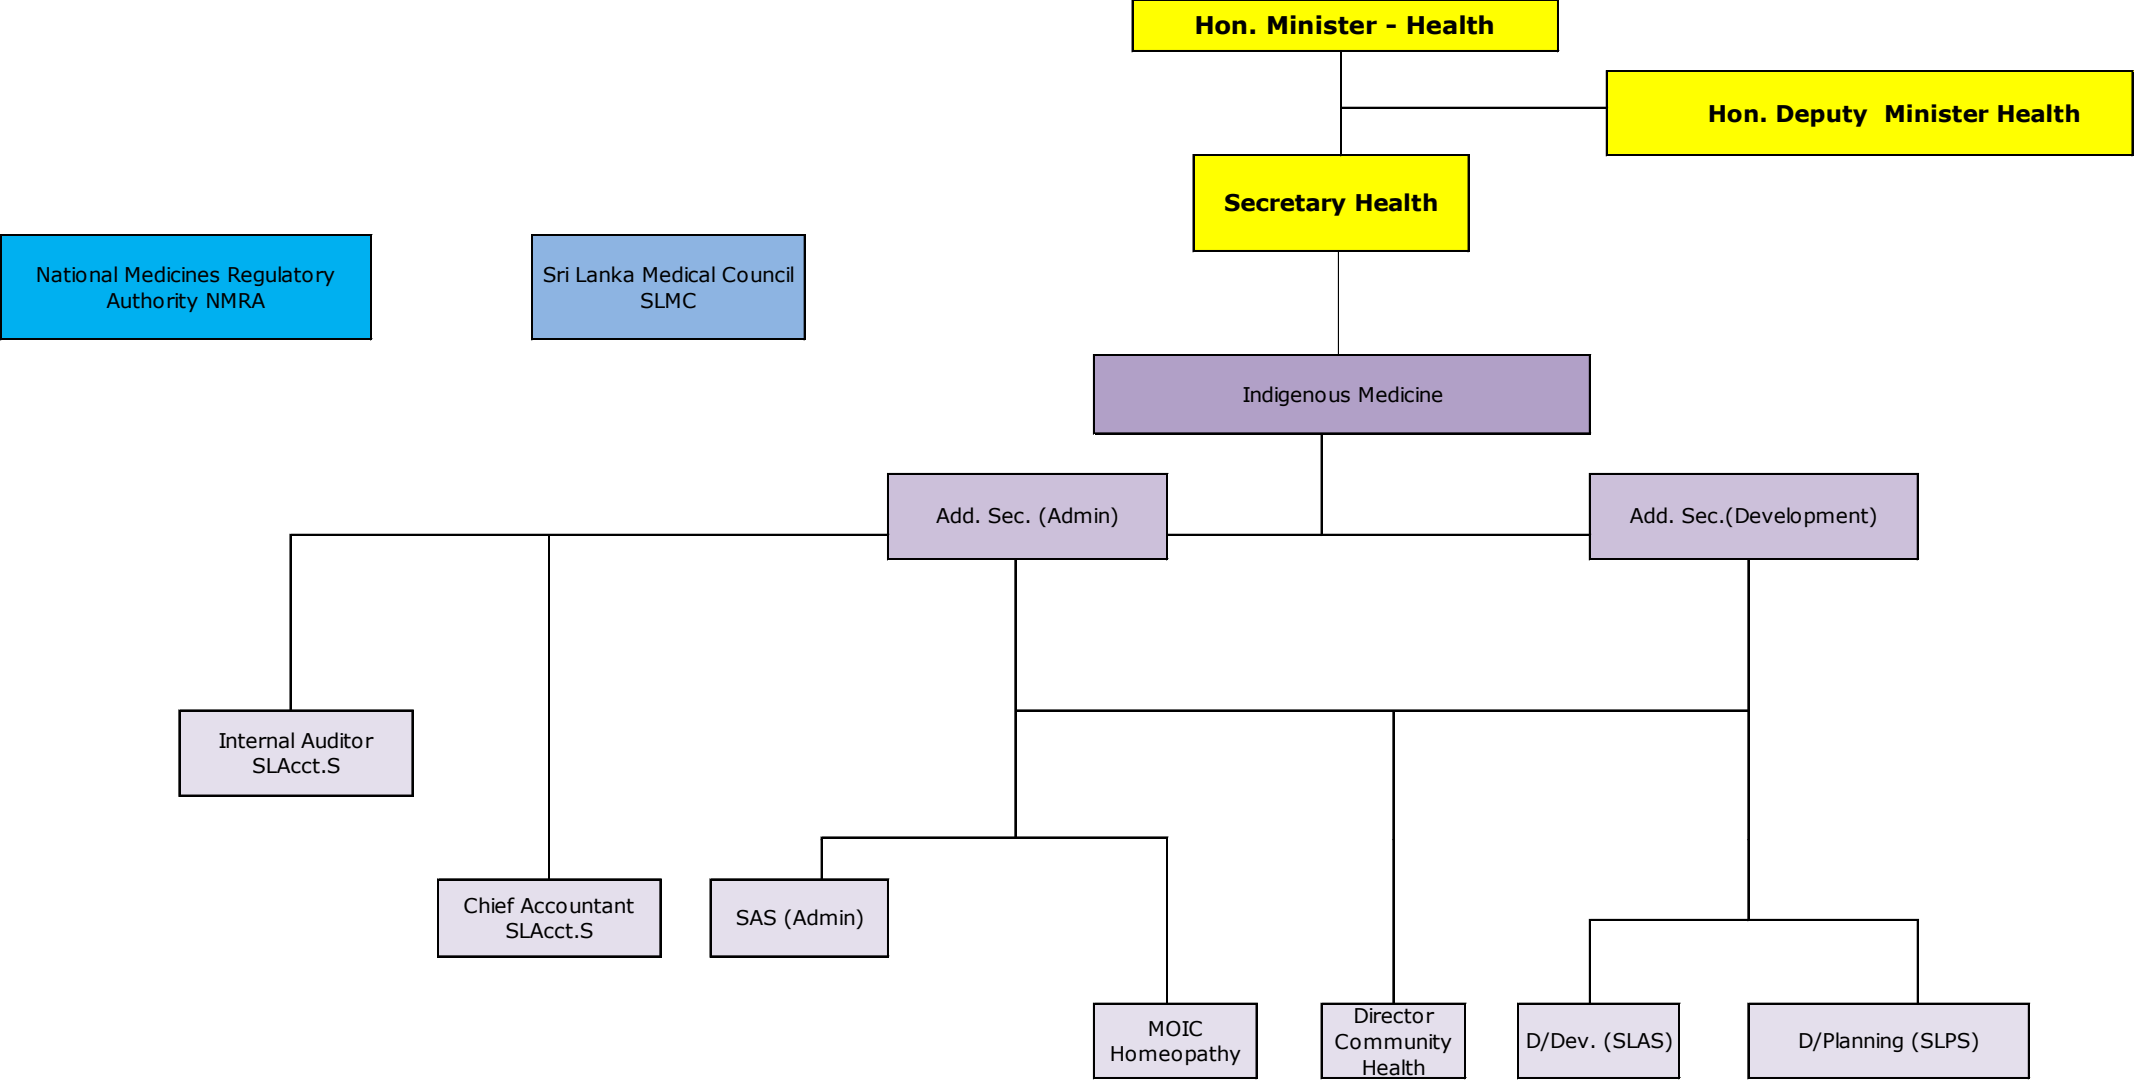 Hon. Minister - Health
Hon. Deputy  Minister Health
Secretary Health
National Medicines Regulatory
Authority NMRA
Sri Lanka Medical Council
SLMC
Indigenous Medicine
Add. Sec. (Admin)
Add. Sec.(Development)
Internal Auditor
SLAcct.S
Chief Accountant
SLAcct.S
SAS (Admin)
MOIC
Homeopathy
Director
Community
Health
D/Dev. (SLAS)
D/Planning (SLPS)